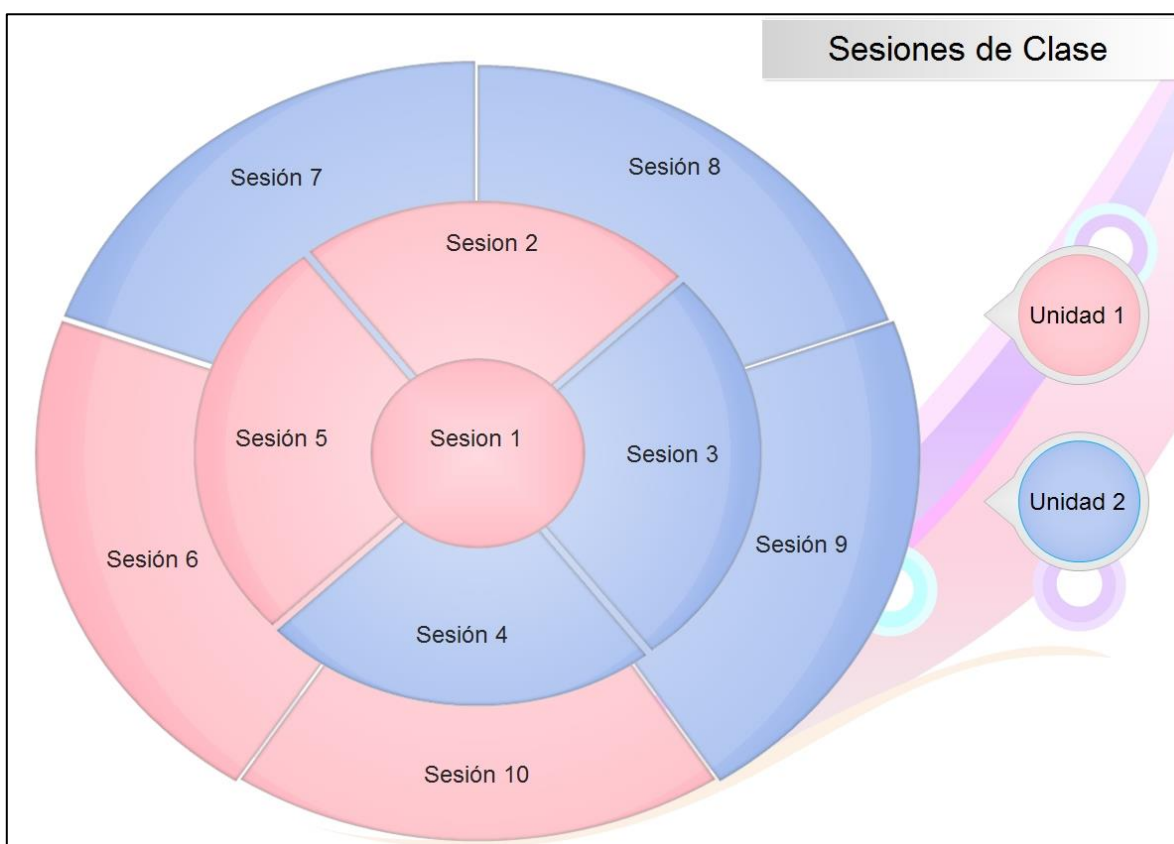 Sesiones de Clase
Sesión 7
Sesión 8
Sesion 2
Unidad 1
Sesión 5
Sesion 1
Sesion 3
Unidad 2
Sesión 6
Sesión 9
Sesión 4
Sesión 10